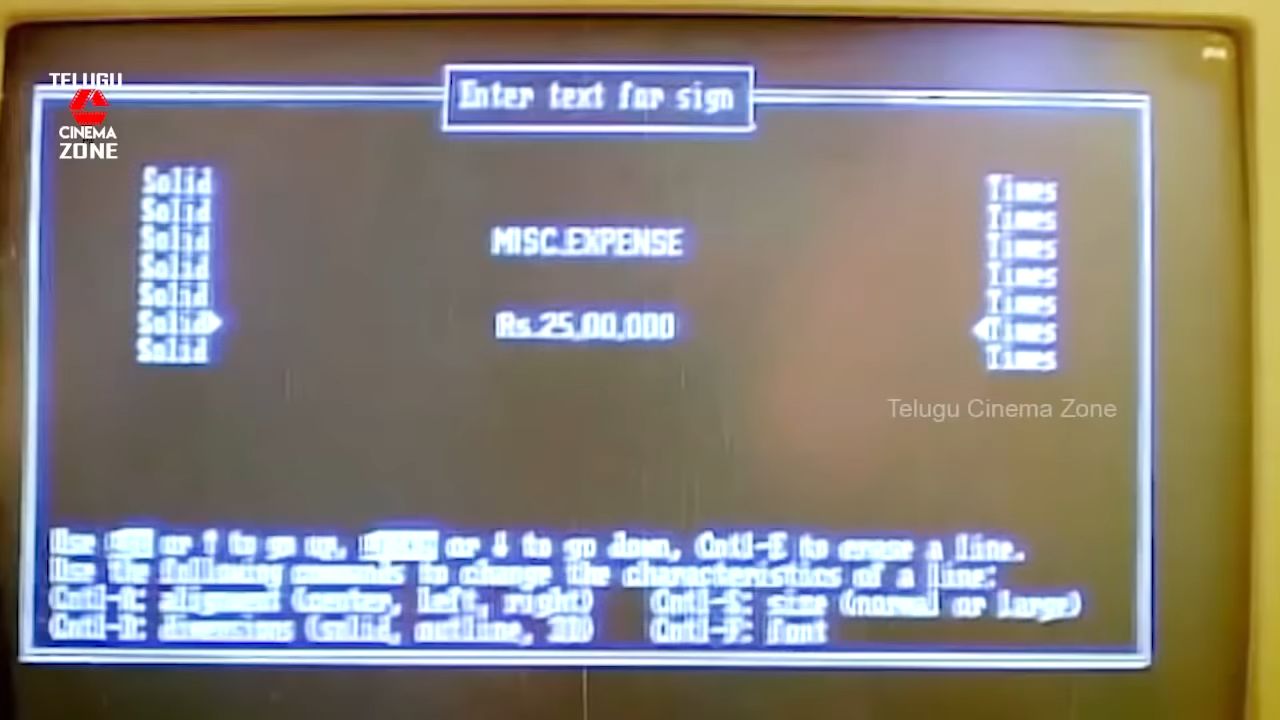 TELUGU
CINEMA
ZONE
Enter text for sign
Solid Times
Solid Times
Solid MISC.EXPENSE Times
Solid Times
Solid Times
Solid Rs.25,00,000 Times
Solid Times
Telugu Cinema Zone
Use or ↑ to go up, or ↓ to go down, Cntl-E to erase a line.
Use the following commands to change the characteristics of a line:
Cntl-A: alignment (center, left, right) Cntl-S: size (normal or large)
Cntl-D: dimensions (solid, outline, 3D) Cntl-F: font